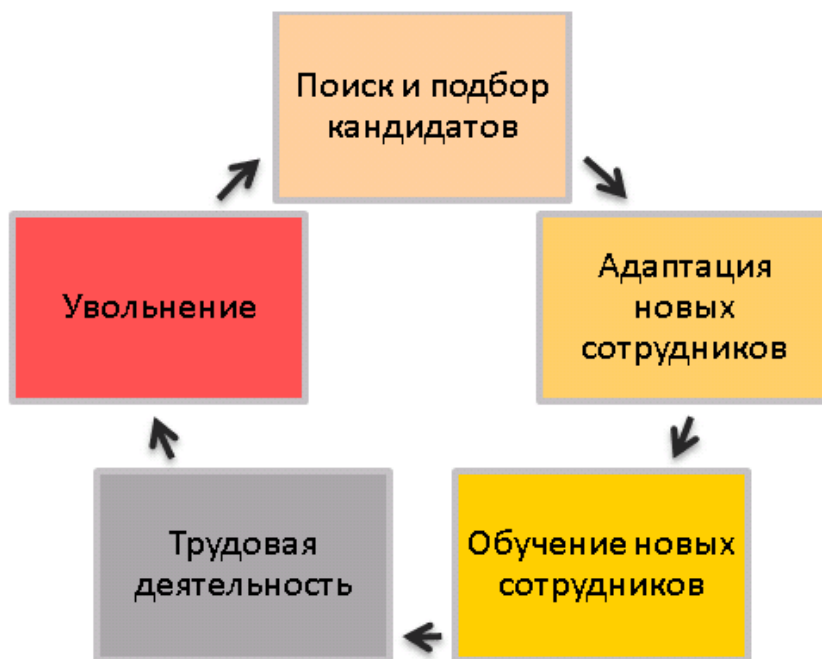 Поиск и подбор
кандидатов
Адаптация
новых
сотрудников
Обучение новых
сотрудников
Трудовая
деятельность
Увольнение